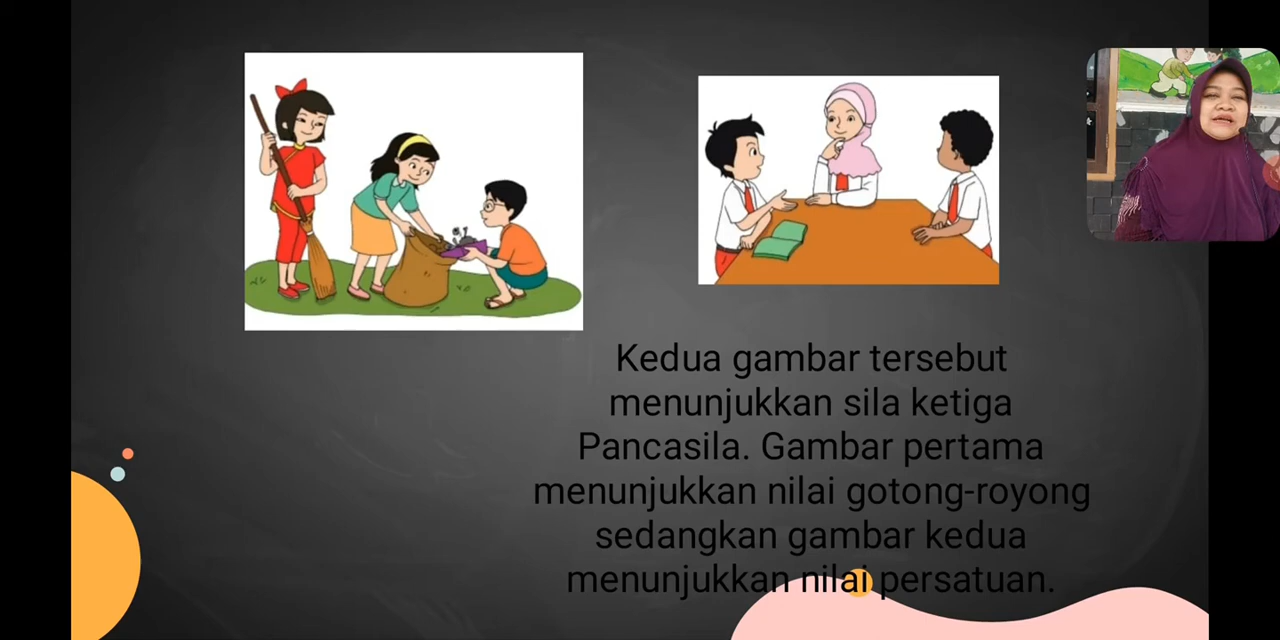 Kedua gambar tersebut
menunjukkan sila ketiga
Pancasila. Gambar pertama
menunjukkan nilai gotong-royong
sedangkan gambar kedua
menunjukkan nilai persatuan.